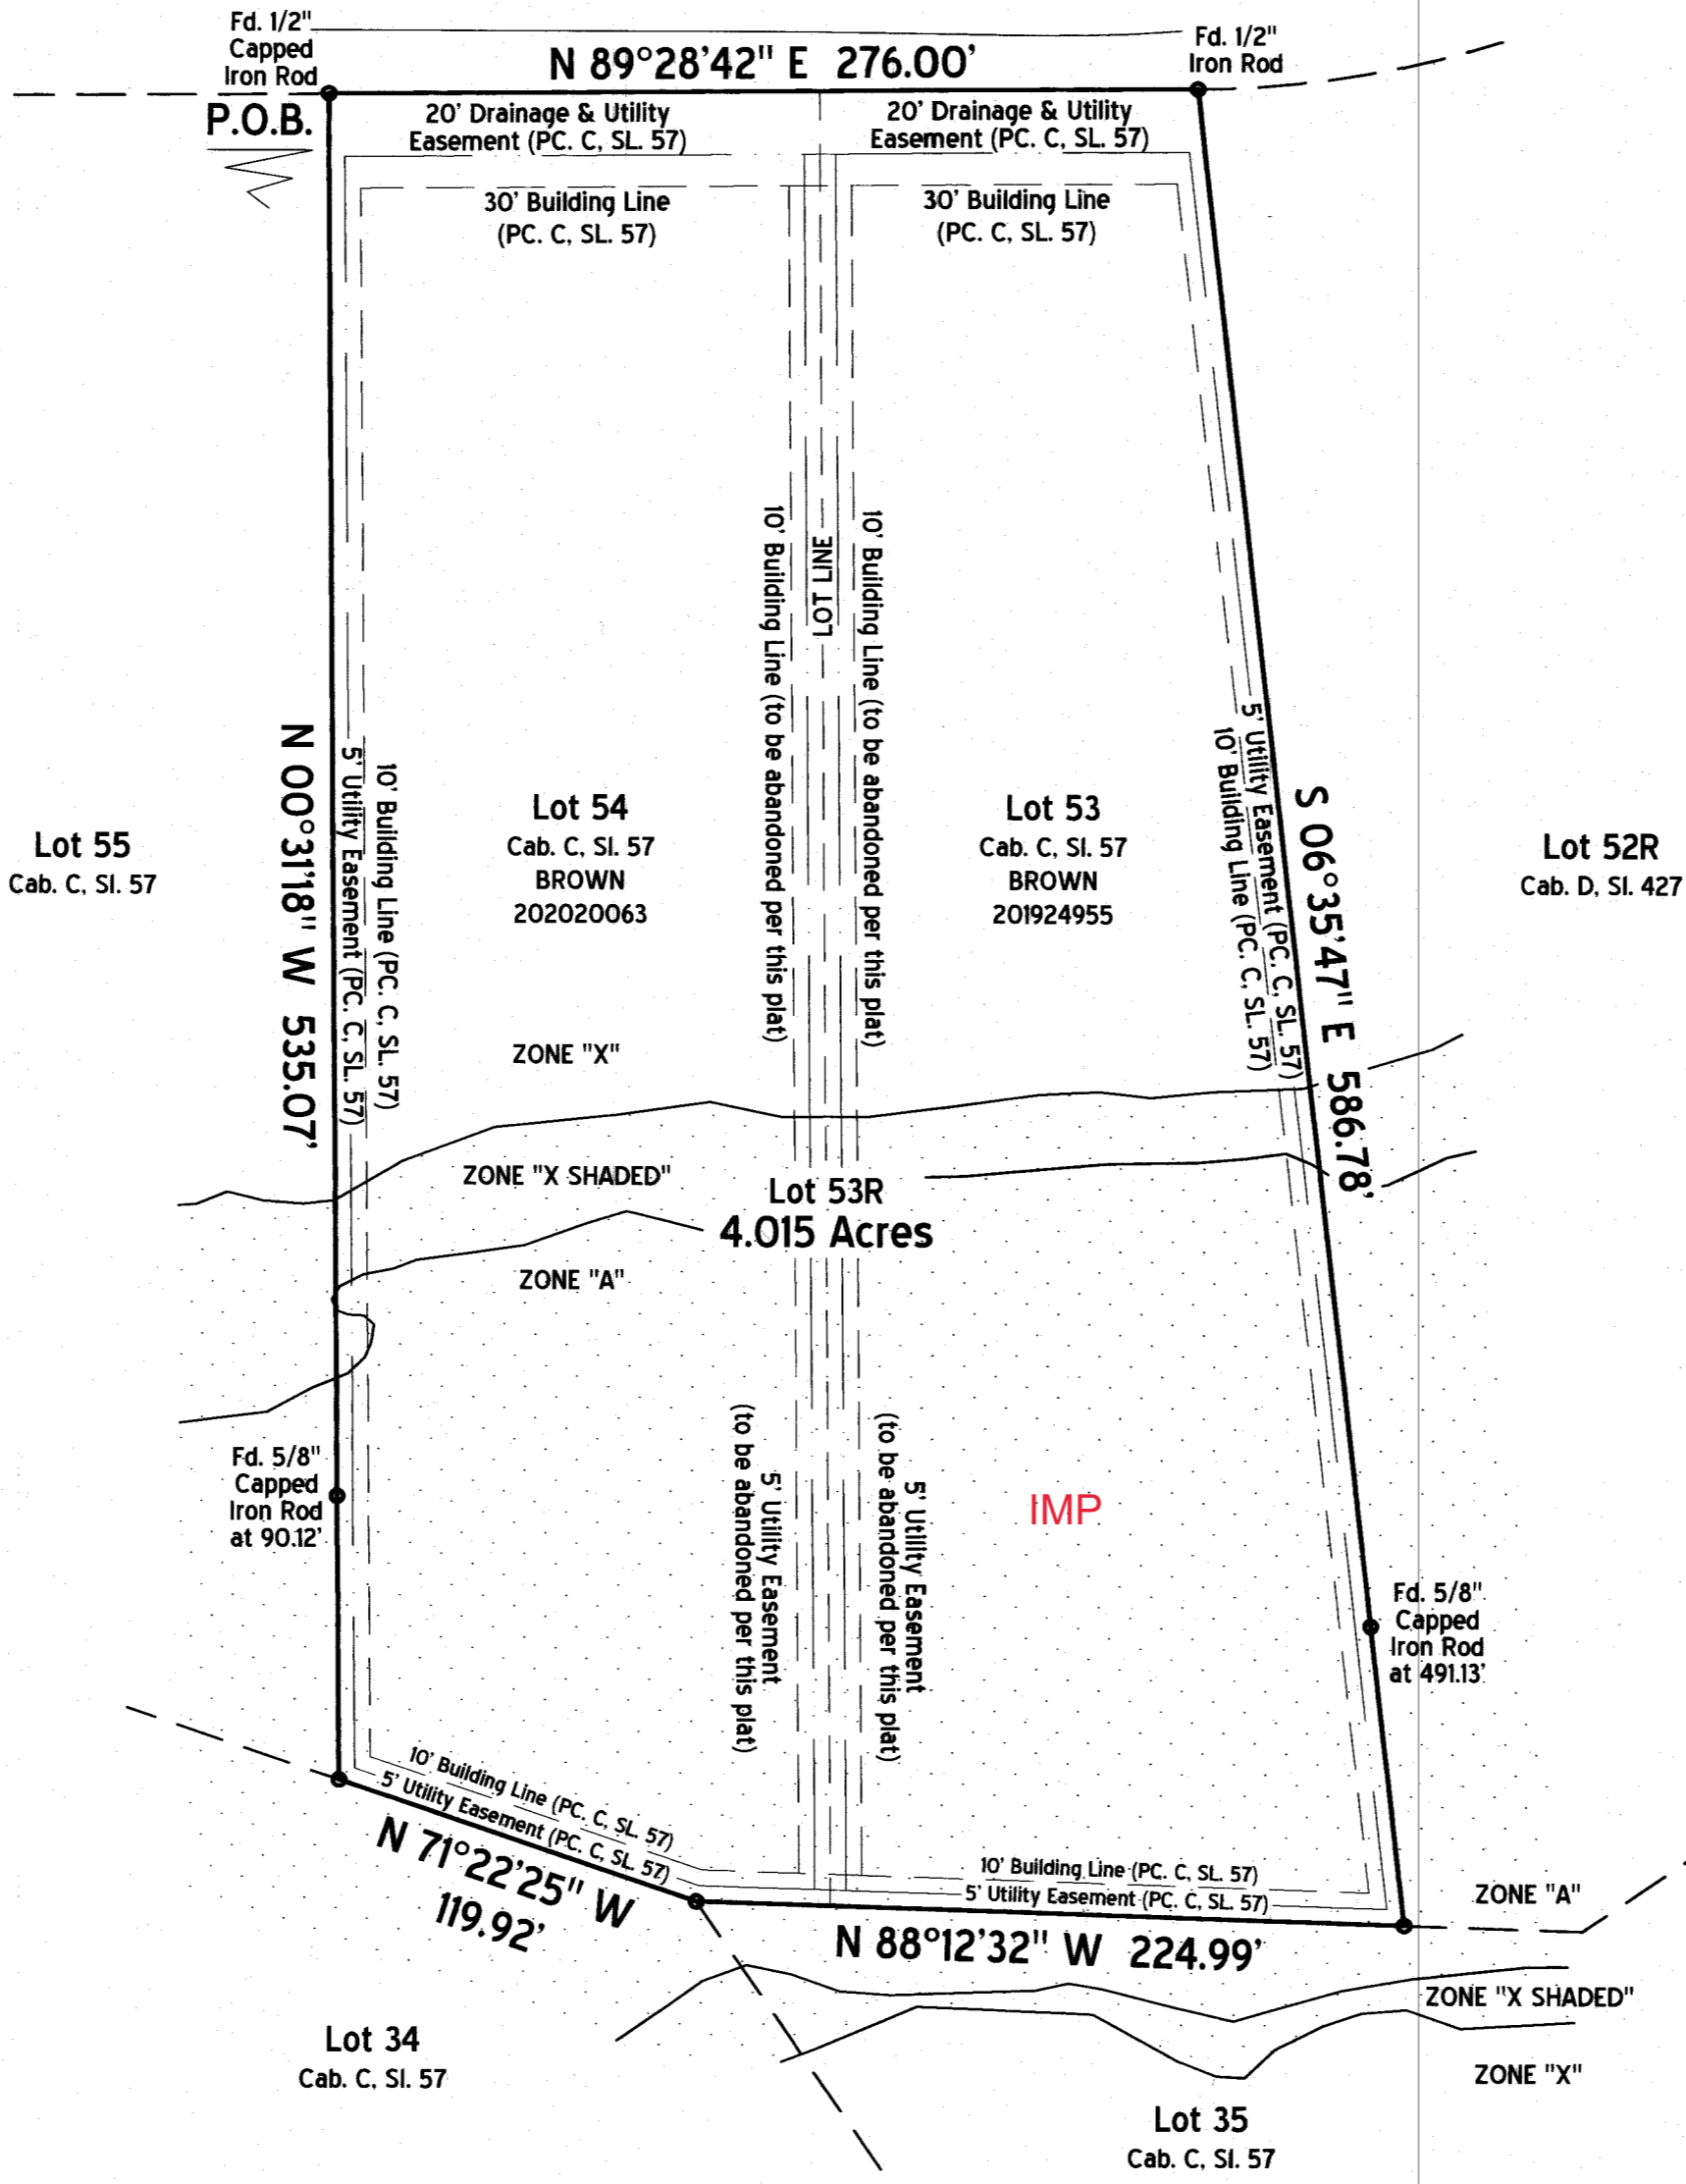 Fd. 1/2"
Capped
Iron Rod
N 89°28'42" E 276.00'
Fd. 1/2"
Iron Rod
P.O.B.
20' Drainage & Utility
Easement (PC. C, SL. 57)
20' Drainage & Utility
Easement (PC. C, SL. 57)
30' Building Line
(PC. C, SL. 57)
30' Building Line
(PC. C, SL. 57)
10' Building Line (to be abandoned per this plat)
LOT LINE
10' Building Line (to be abandoned per this plat)
N 00°31'18" W 535.07'
5' Utility Easement (PC. C, SL. 57)
10' Building Line (PC. C, SL. 57)
10' Building Line (PC. C, SL. 57)
5' Utility Easement (PC. C, SL. 57)
S 06°35'47" E 586.78'
Lot 55
Cab. C, Sl. 57
Lot 54
Cab. C, Sl. 57
BROWN
202020063
Lot 53
Cab. C, Sl. 57
BROWN
201924955
Lot 52R
Cab. D, Sl. 427
ZONE "X"
ZONE "X SHADED"
Lot 53R
4.015 Acres
ZONE "A"
Fd. 5/8"
Capped
Iron Rod
at 90.12'
5' Utility Easement
(to be abandoned per this plat)
5' Utility Easement
(to be abandoned per this plat)
IMP
Fd. 5/8"
Capped
Iron Rod
at 491.13'
10' Building Line (PC. C, SL. 57)
5' Utility Easement (PC. C, SL. 57)
N 71°22'25" W
119.92'
10' Building Line (PC. C, SL. 57)
5' Utility Easement (PC. C, SL. 57)
N 88°12'32" W 224.99'
ZONE "A"
ZONE "X SHADED"
ZONE "X"
Lot 34
Cab. C, Sl. 57
Lot 35
Cab. C, Sl. 57